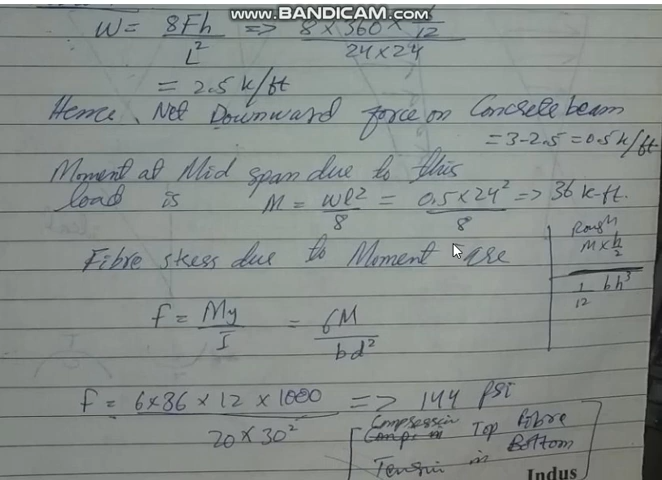 WWW.BANDICAM.COM
W = 8Fh / L² => 8 × 360 × 6/12 / 24 × 24
= 2.5 k/ft
Hence, Net Downward force on Concrete beam
= 3 - 2.5 = 0.5 k/ft
Moment at Mid span due to this
load is M = wl²/8 = 0.5 × 24²/8 => 36 k-ft.
Fibre stess due to Moment are
Rough
M × h/2
1/12 bh³
f = My/I = 6M/bd²
f = 6 × 36 × 12 × 1000 / 20 × 30² => 144 psi
Compression Top Fibre
Tension in Bottom
Indus